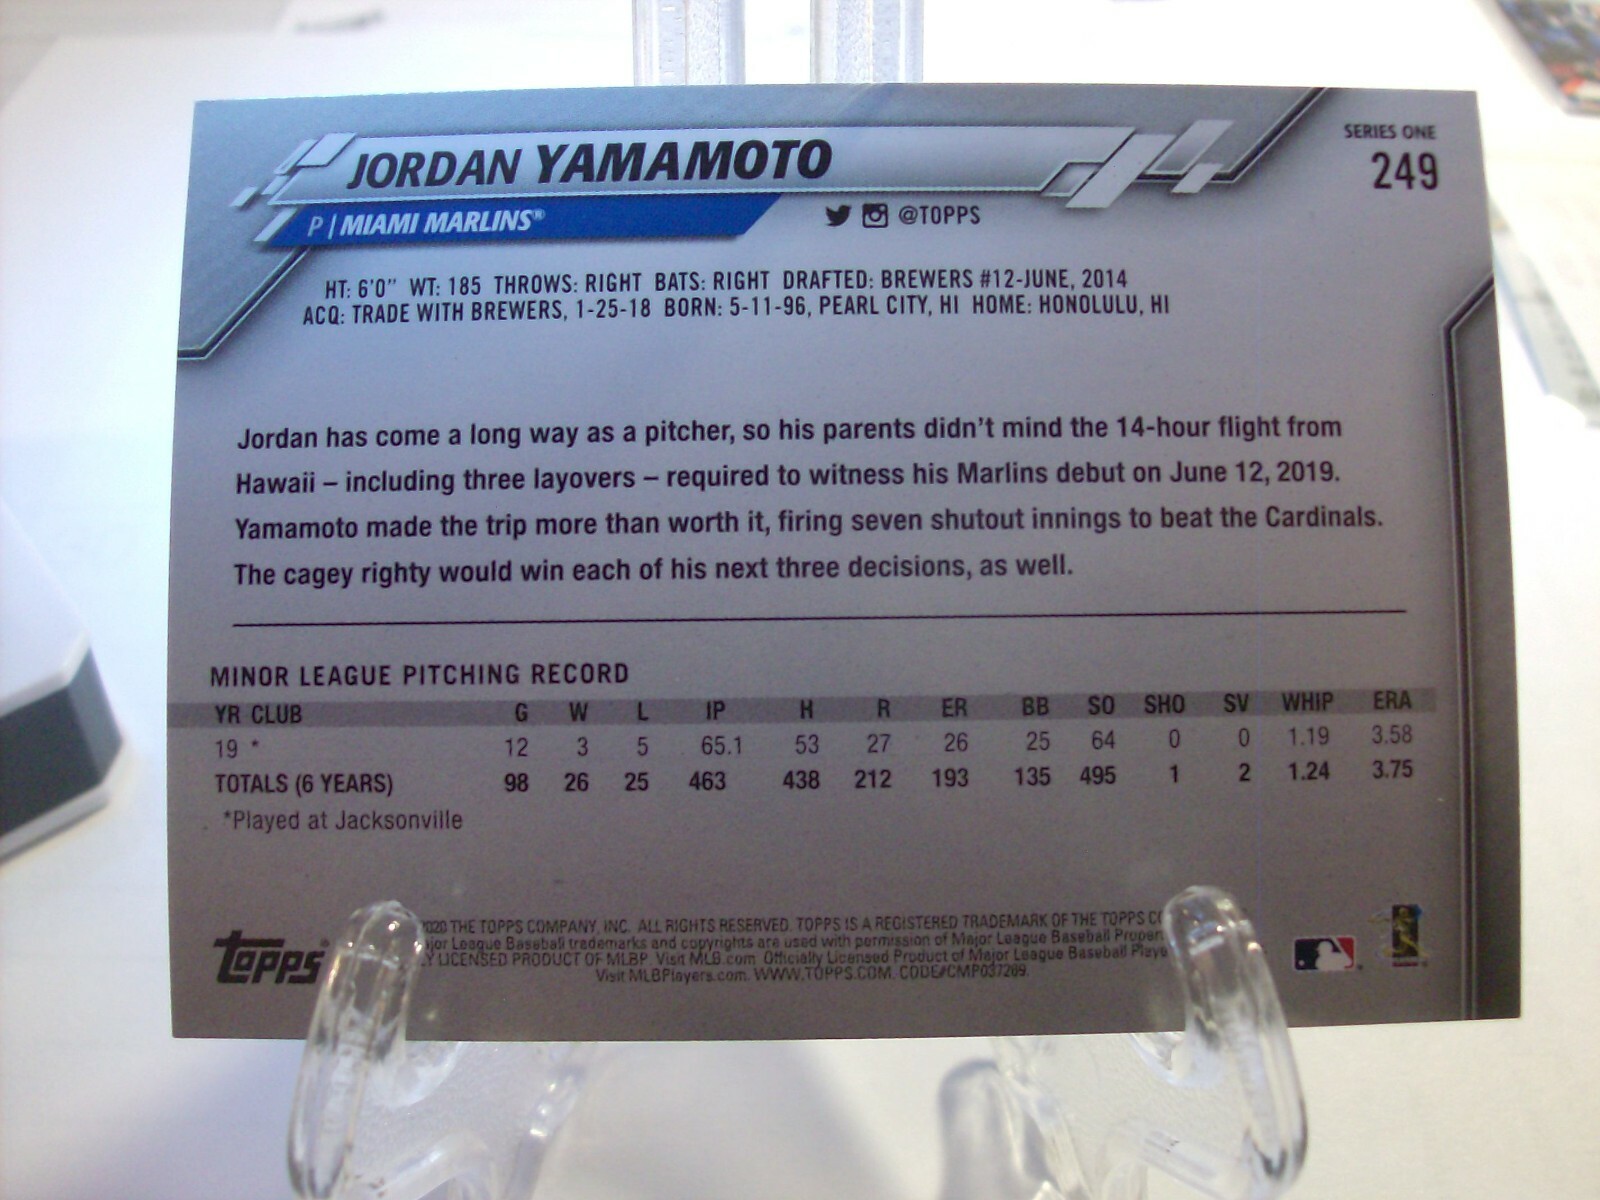 JORDAN YAMAMOTO
SERIES ONE
249
P | MIAMI MARLINS®
@TOPPS
HT: 6'0" WT: 185 THROWS: RIGHT BATS: RIGHT DRAFTED: BREWERS #12-JUNE, 2014
ACQ: TRADE WITH BREWERS, 1-25-18 BORN: 5-11-96, PEARL CITY, HI HOME: HONOLULU, HI
Jordan has come a long way as a pitcher, so his parents didn't mind the 14-hour flight from
Hawaii – including three layovers – required to witness his Marlins debut on June 12, 2019.
Yamamoto made the trip more than worth it, firing seven shutout innings to beat the Cardinals.
The cagey righty would win each of his next three decisions, as well.
MINOR LEAGUE PITCHING RECORD
YR CLUB G W L IP H R ER BB SO SHO SV WHIP ERA
19 * 12 3 5 65.1 53 27 26 25 64 0 0 1.19 3.58
TOTALS (6 YEARS) 98 26 25 463 438 212 193 135 495 1 2 1.24 3.75
*Played at Jacksonville
topps
2020 THE TOPPS COMPANY, INC. ALL RIGHTS RESERVED. TOPPS IS A REGISTERED TRADEMARK OF THE TOPPS
League Baseball trademarks and copyrights are used with permission of Major League Baseball
LICENSED PRODUCT OF MLBP. Visit MLB.com Officially Licensed Product of Major League Baseball
Visit MLBPlayers.com. WWW.TOPPS.COM. CODE#CMP037209.